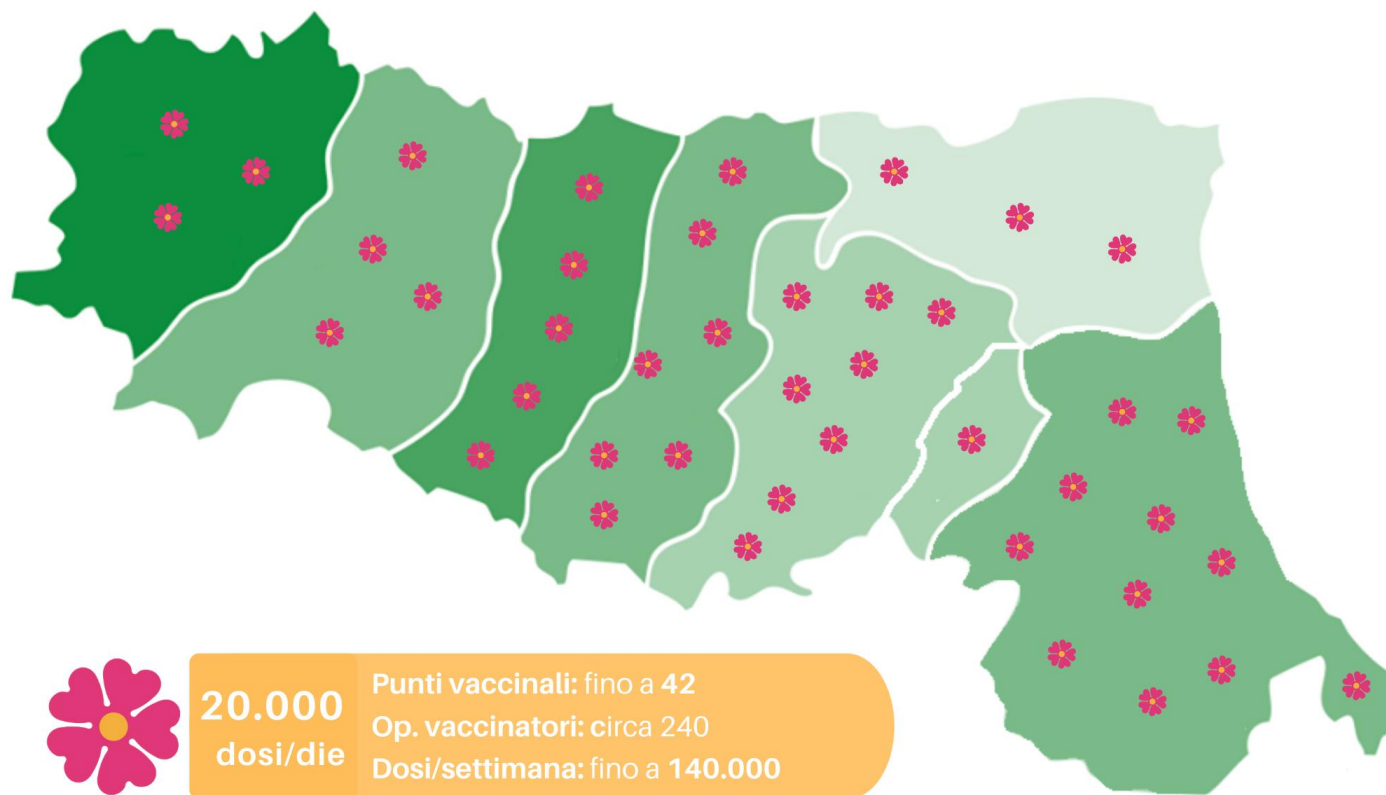 20.000
dosi/die
Punti vaccinali: fino a 42
Op. vaccinatori: circa 240
Dosi/settimana: fino a 140.000